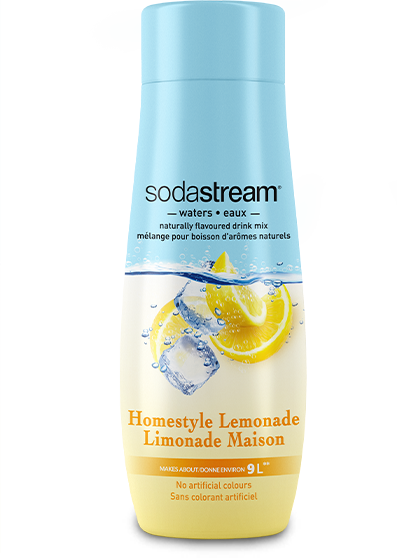 sodastream®
— waters • eaux —
naturally flavoured drink mix
mélange pour boisson d'arômes naturels
Homestyle Lemonade
Limonade Maison
MAKES ABOUT/DONNE ENVIRON 9 L
No artificial colours
Sans colorant artificiel